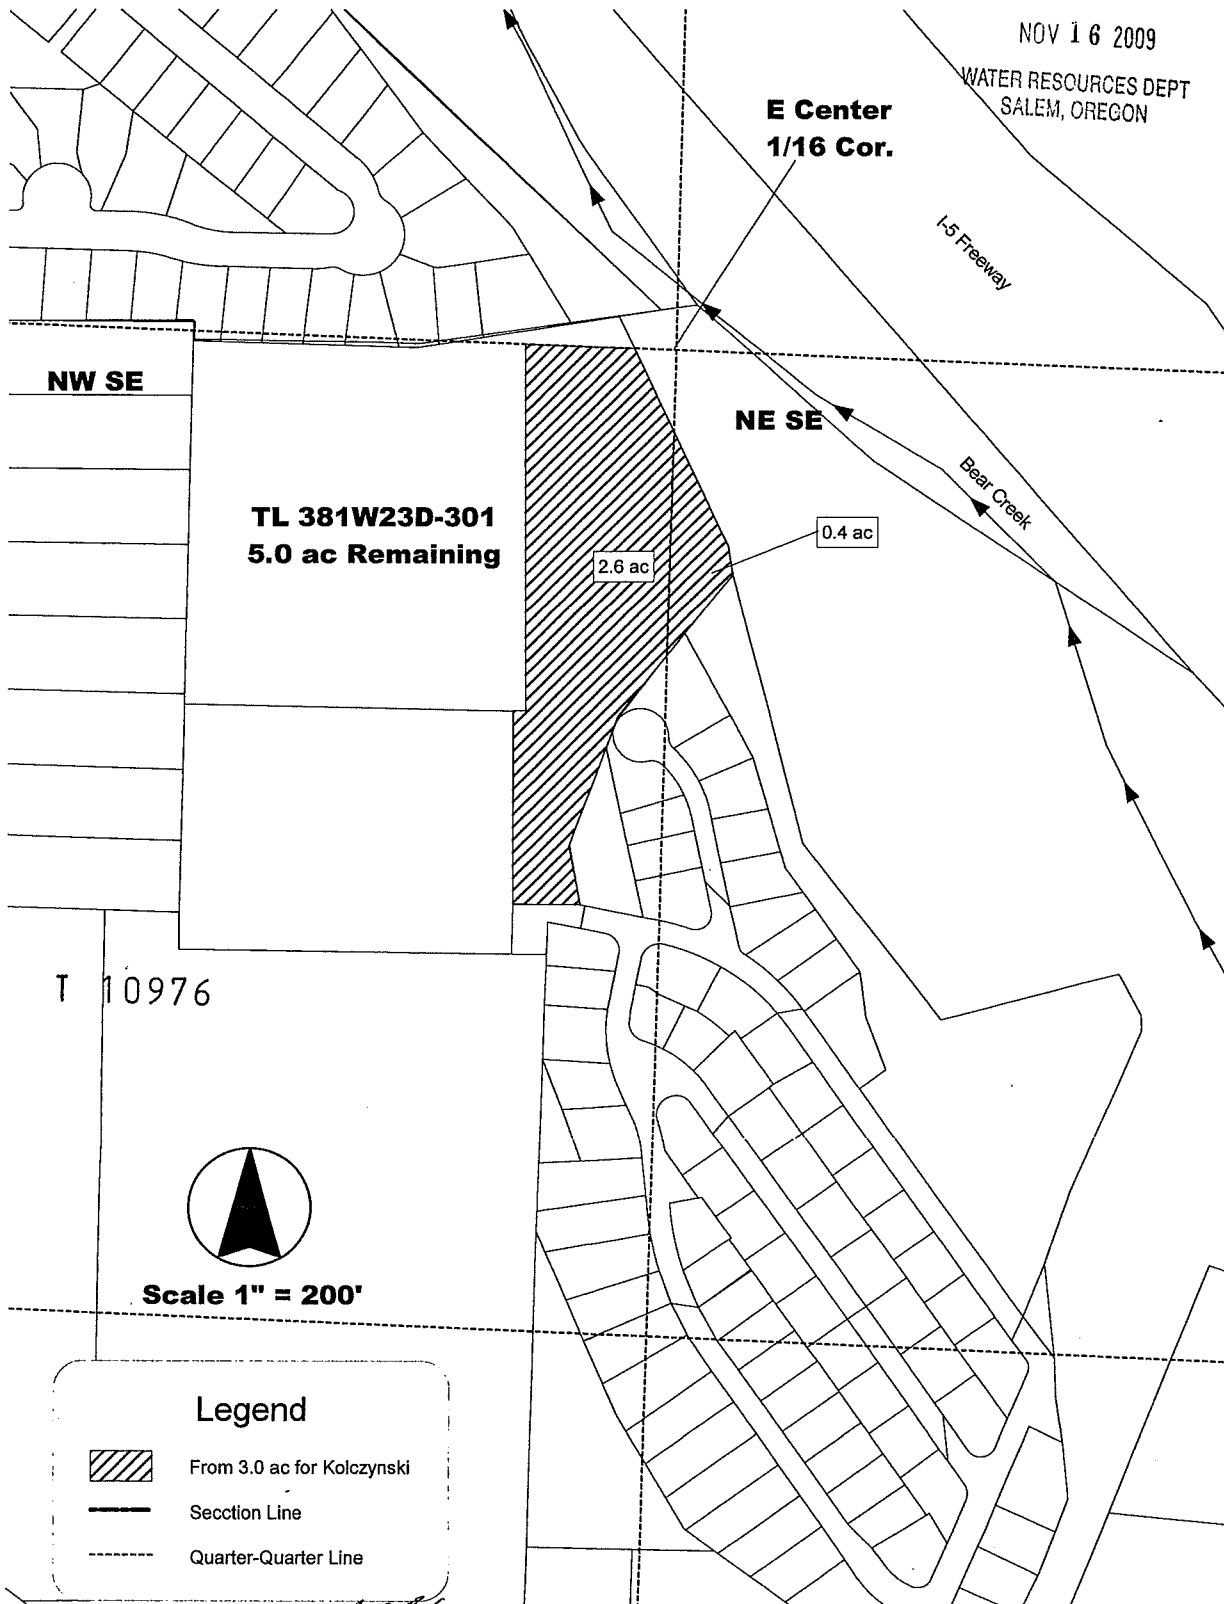 NOV 16 2009
WATER RESOURCES DEPT
SALEM, OREGON
E Center
1/16 Cor.
I-5 Freeway
NW SE
NE SE
Bear Creek
TL 381W23D-301
5.0 ac Remaining
0.4 ac
2.6 ac
T 10976
Scale 1" = 200'
Legend
From 3.0 ac for Kolczynski
Secction Line
Quarter-Quarter Line